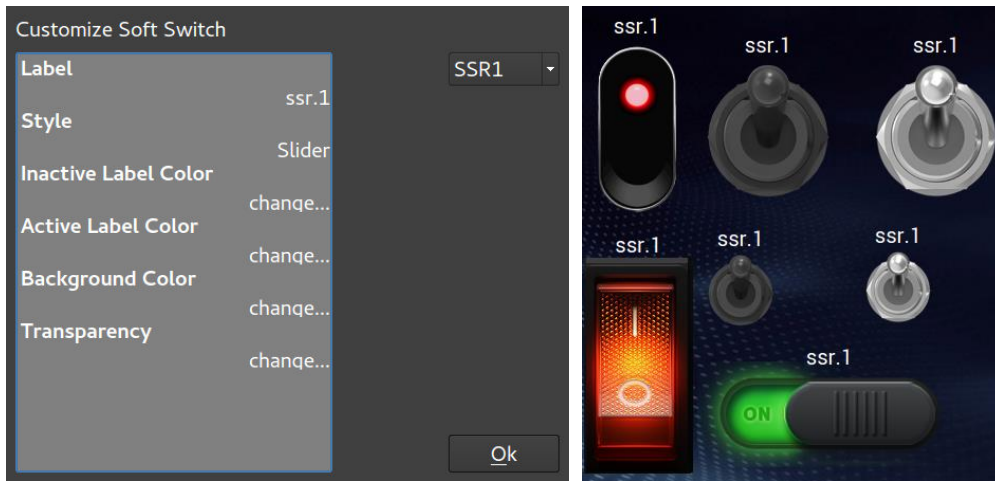 Customize Soft Switch
Label
SSR1
ssr.1
Style
Slider
Inactive Label Color
change...
Active Label Color
change...
Background Color
change...
Transparency
change...
Ok
ssr.1
ssr.1
ssr.1
ssr.1
ssr.1
ssr.1
ssr.1
ON